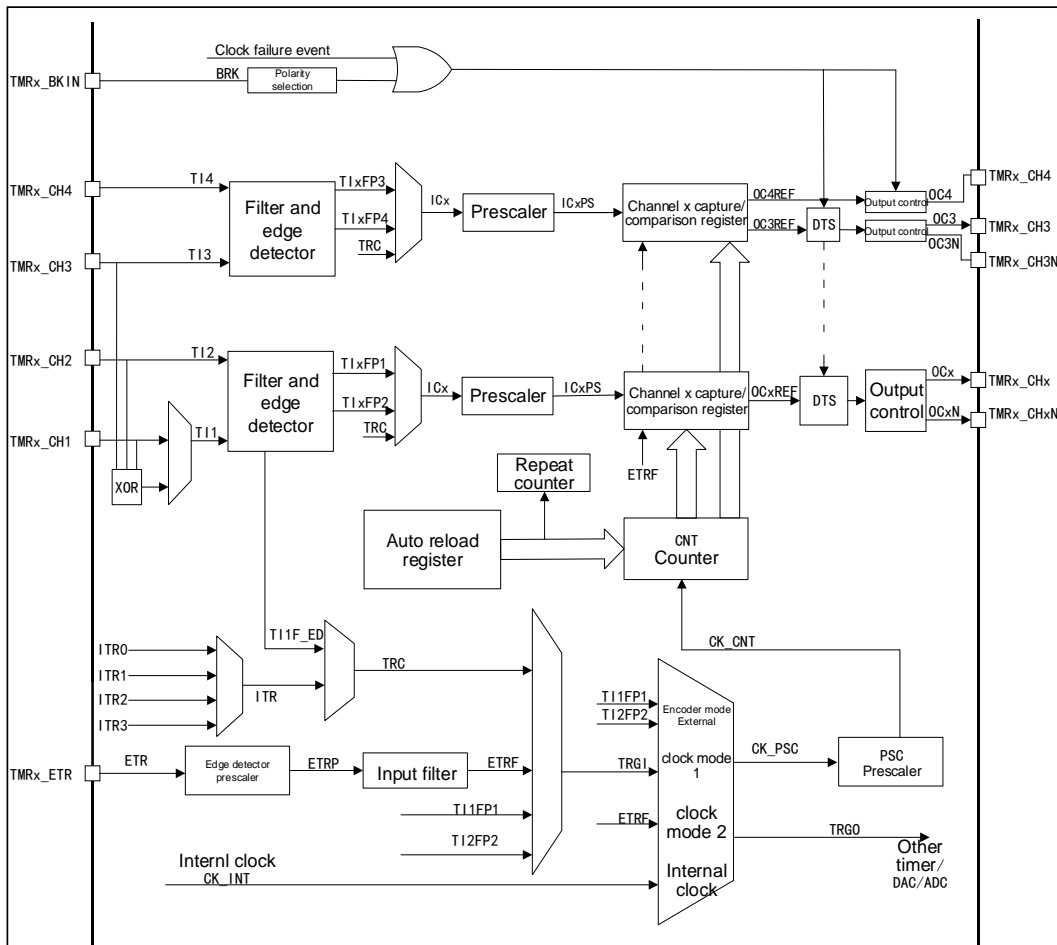 Clock failure event
TMRx_BKIN
BRK
Polarity
selection
TMRx_CH4
TI4
TIxFP3
ICx
ICxPS
Filter and
edge
detector
TIxFP4
TRC
Prescaler
Channel x capture/
comparison register
OC4REF
OC3REF
DTS
Output control
OC4
TMRx_CH4
Output control
OC3
TMRx_CH3
OC3N
TMRx_CH3N
TMRx_CH3
TI3
TMRx_CH2
TI2
TIxFP1
ICx
ICxPS
Filter and
edge
detector
TIxFP2
TRC
Prescaler
Channel x capture/
comparison register
OCxREF
DTS
Output
control
OCx
TMRx_CHx
OCxN
TMRx_CHxN
TMRx_CH1
TI1
XOR
ETRF
Repeat
counter
Auto reload
register
CNT
Counter
TI1F_ED
CK_CNT
ITR0
ITR1
ITR2
ITR3
ITR
TRC
TI1FP1
TI2FP2
Encoder mode
External
clock mode
1
clock
mode 2
Internal
clock
CK_PSC
PSC
Prescaler
TMRx_ETR
ETR
Edge detector
prescaler
ETRP
Input filter
ETRF
TRGI
TI1FP1
TI2FP2
ETRF
TRGO
Other
timer/
DAC/ADC
Internl clock
CK_INT